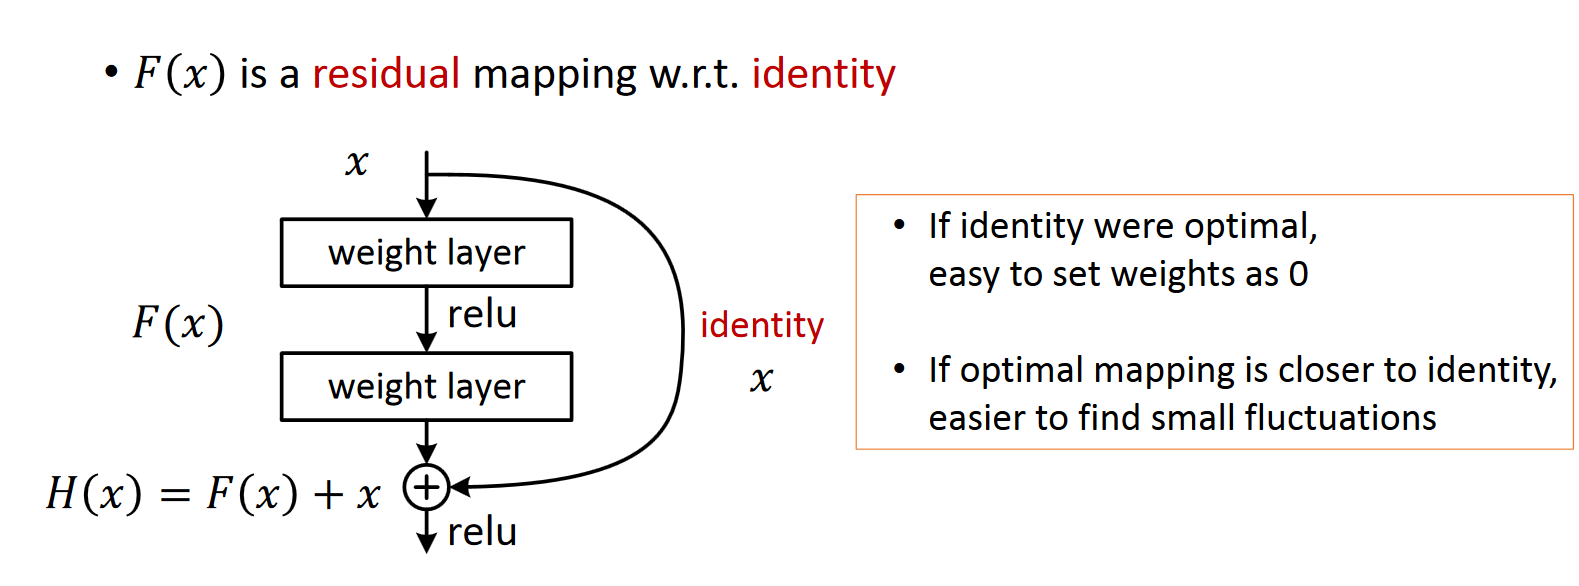 • F(x) is a residual mapping w.r.t. identity
x
weight layer
relu
F(x)
weight layer
identity
x
H(x) = F(x) + x
+
relu
• If identity were optimal,
easy to set weights as 0
• If optimal mapping is closer to identity,
easier to find small fluctuations